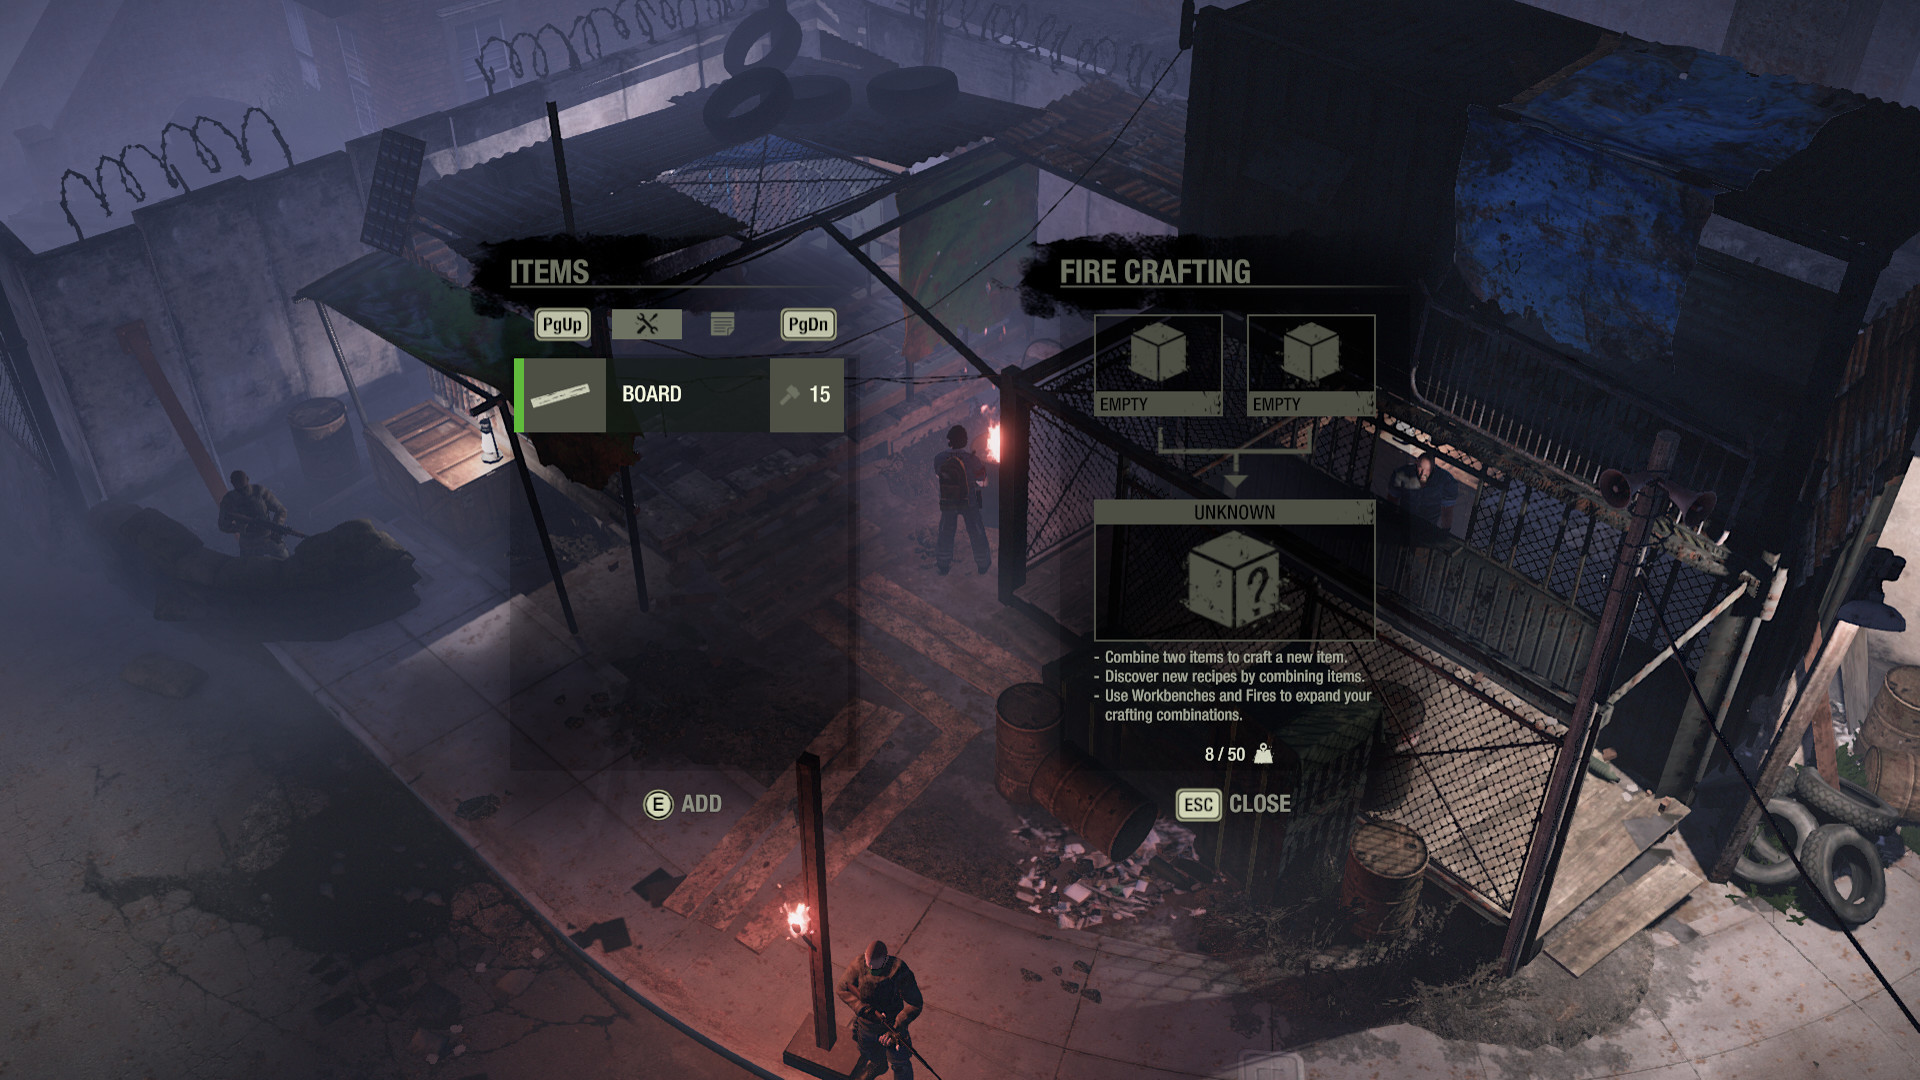 ITEMS
PgUp
PgDn
BOARD
15
E ADD
FIRE CRAFTING
EMPTY
EMPTY
UNKNOWN
?
- Combine two items to craft a new item.
- Discover new recipes by combining items.
- Use Workbenches and Fires to expand your
crafting combinations.
8 / 50
ESC CLOSE